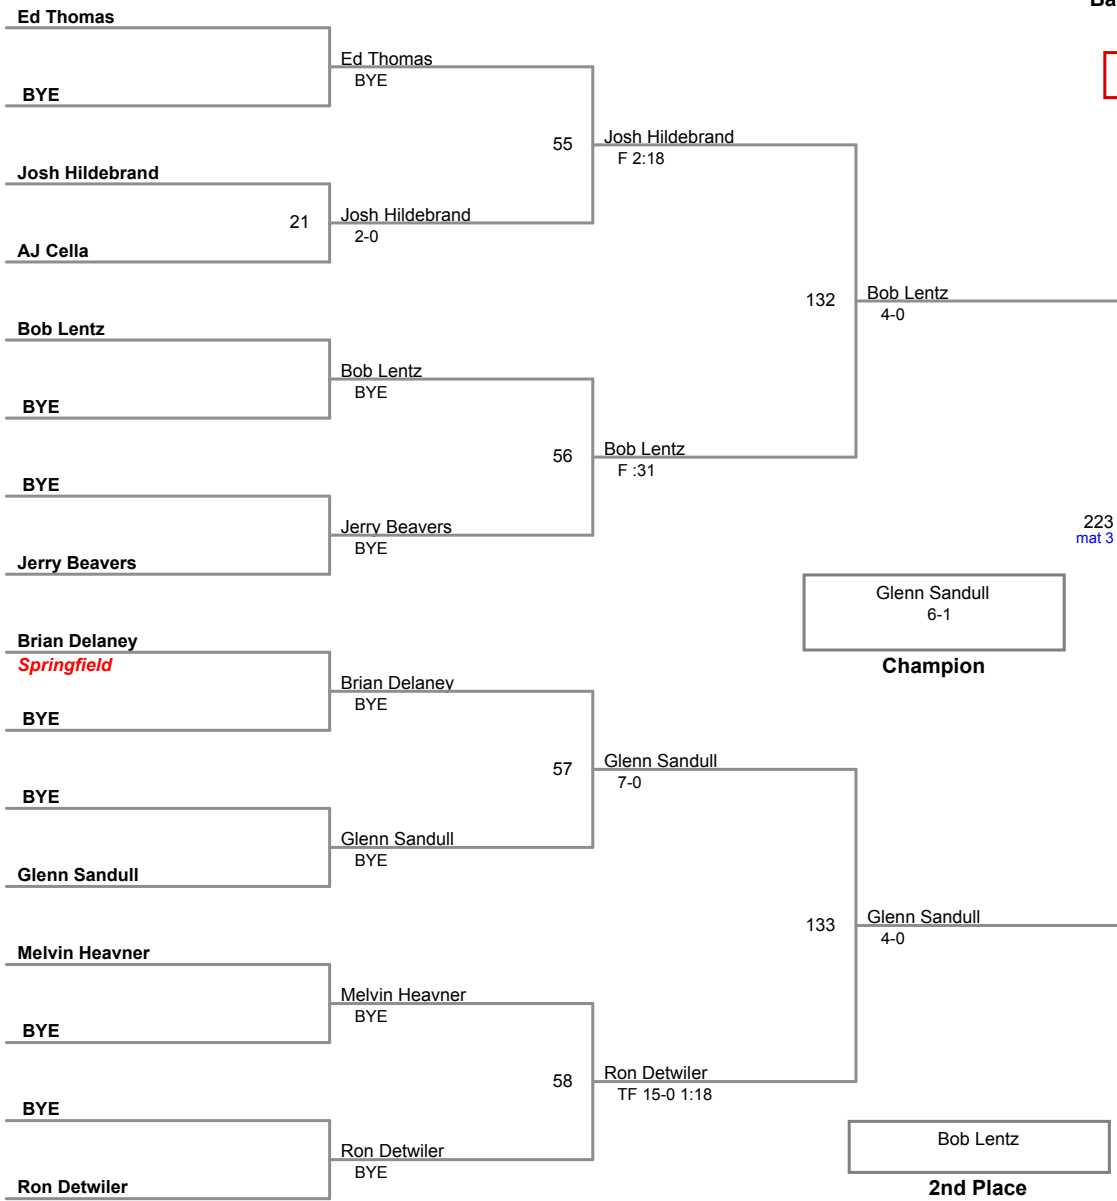 Ed Thomas
BYE
Josh Hildebrand
AJ Cella
Bob Lentz
BYE
BYE
Jerry Beavers
Brian Delaney
Springfield
BYE
BYE
Glenn Sandull
Melvin Heavner
BYE
BYE
Ron Detwiler
Ed Thomas
BYE
21
Josh Hildebrand
2-0
Bob Lentz
BYE
Jerry Beavers
BYE
Brian Delaney
BYE
Glenn Sandull
BYE
Melvin Heavner
BYE
Ron Detwiler
BYE
55
Josh Hildebrand
F 2:18
56
Bob Lentz
F :31
57
Glenn Sandull
7-0
58
Ron Detwiler
TF 15-0 1:18
132
Bob Lentz
4-0
133
Glenn Sandull
4-0
Ba
223
mat 3
Glenn Sandull
6-1
Champion
Bob Lentz
2nd Place